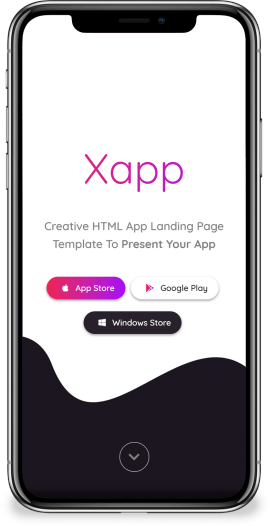 Xapp
Creative HTML App Landing Page
Template To Present Your App
App Store
Google Play
Windows Store